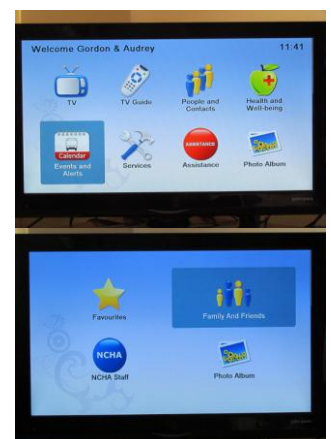 Welcome Gordon & Audrey 11:41
TV
TV Guide
People and
Contacts
Health and
Well-being
Calendar
Events and
Alerts
Services
ASSISTANCE
Assistance
Photo Album
Favourites
Family And Friends
NCHA
NCHA Staff
Photo Album